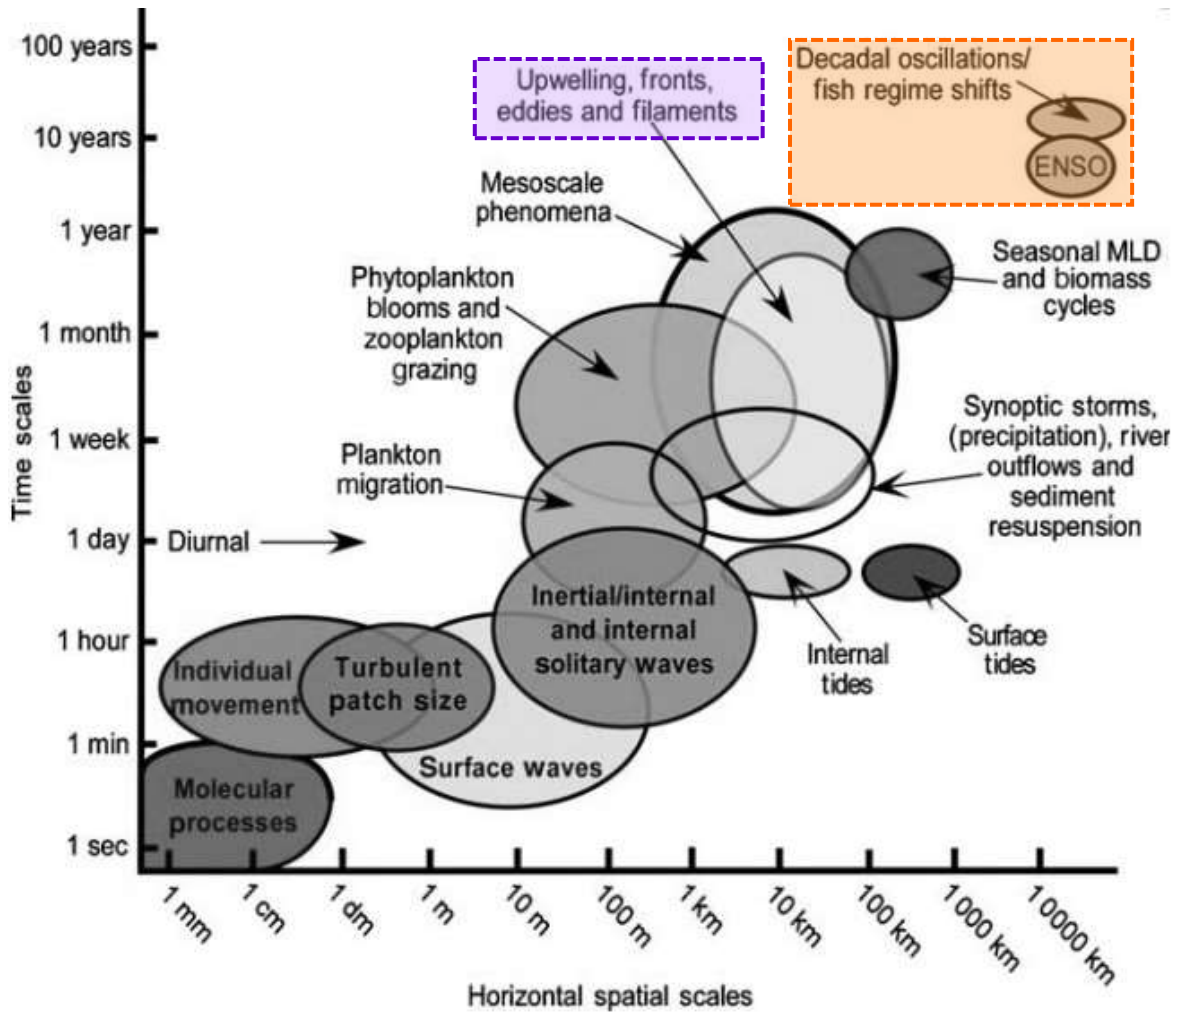 100 years
10 years
1 year
1 month
1 week
1 day
1 hour
1 min
1 sec
Time scales
Upwelling, fronts,
eddies and filaments
Decadal oscillations/
fish regime shifts
ENSO
Mesoscale
phenomena
Seasonal MLD
and biomass
cycles
Phytoplankton
blooms and
zooplankton
grazing
Synoptic storms,
(precipitation), river
outflows and
sediment
resuspension
Plankton
migration
Diurnal
Inertial/internal
and internal
solitary waves
Internal
tides
Surface
tides
Individual
movement
Turbulent
patch size
Surface waves
Molecular
processes
1 mm
1 cm
1 dm
1 m
10 m
100 m
1 km
10 km
100 km
1 000 km
1 0000 km
Horizontal spatial scales